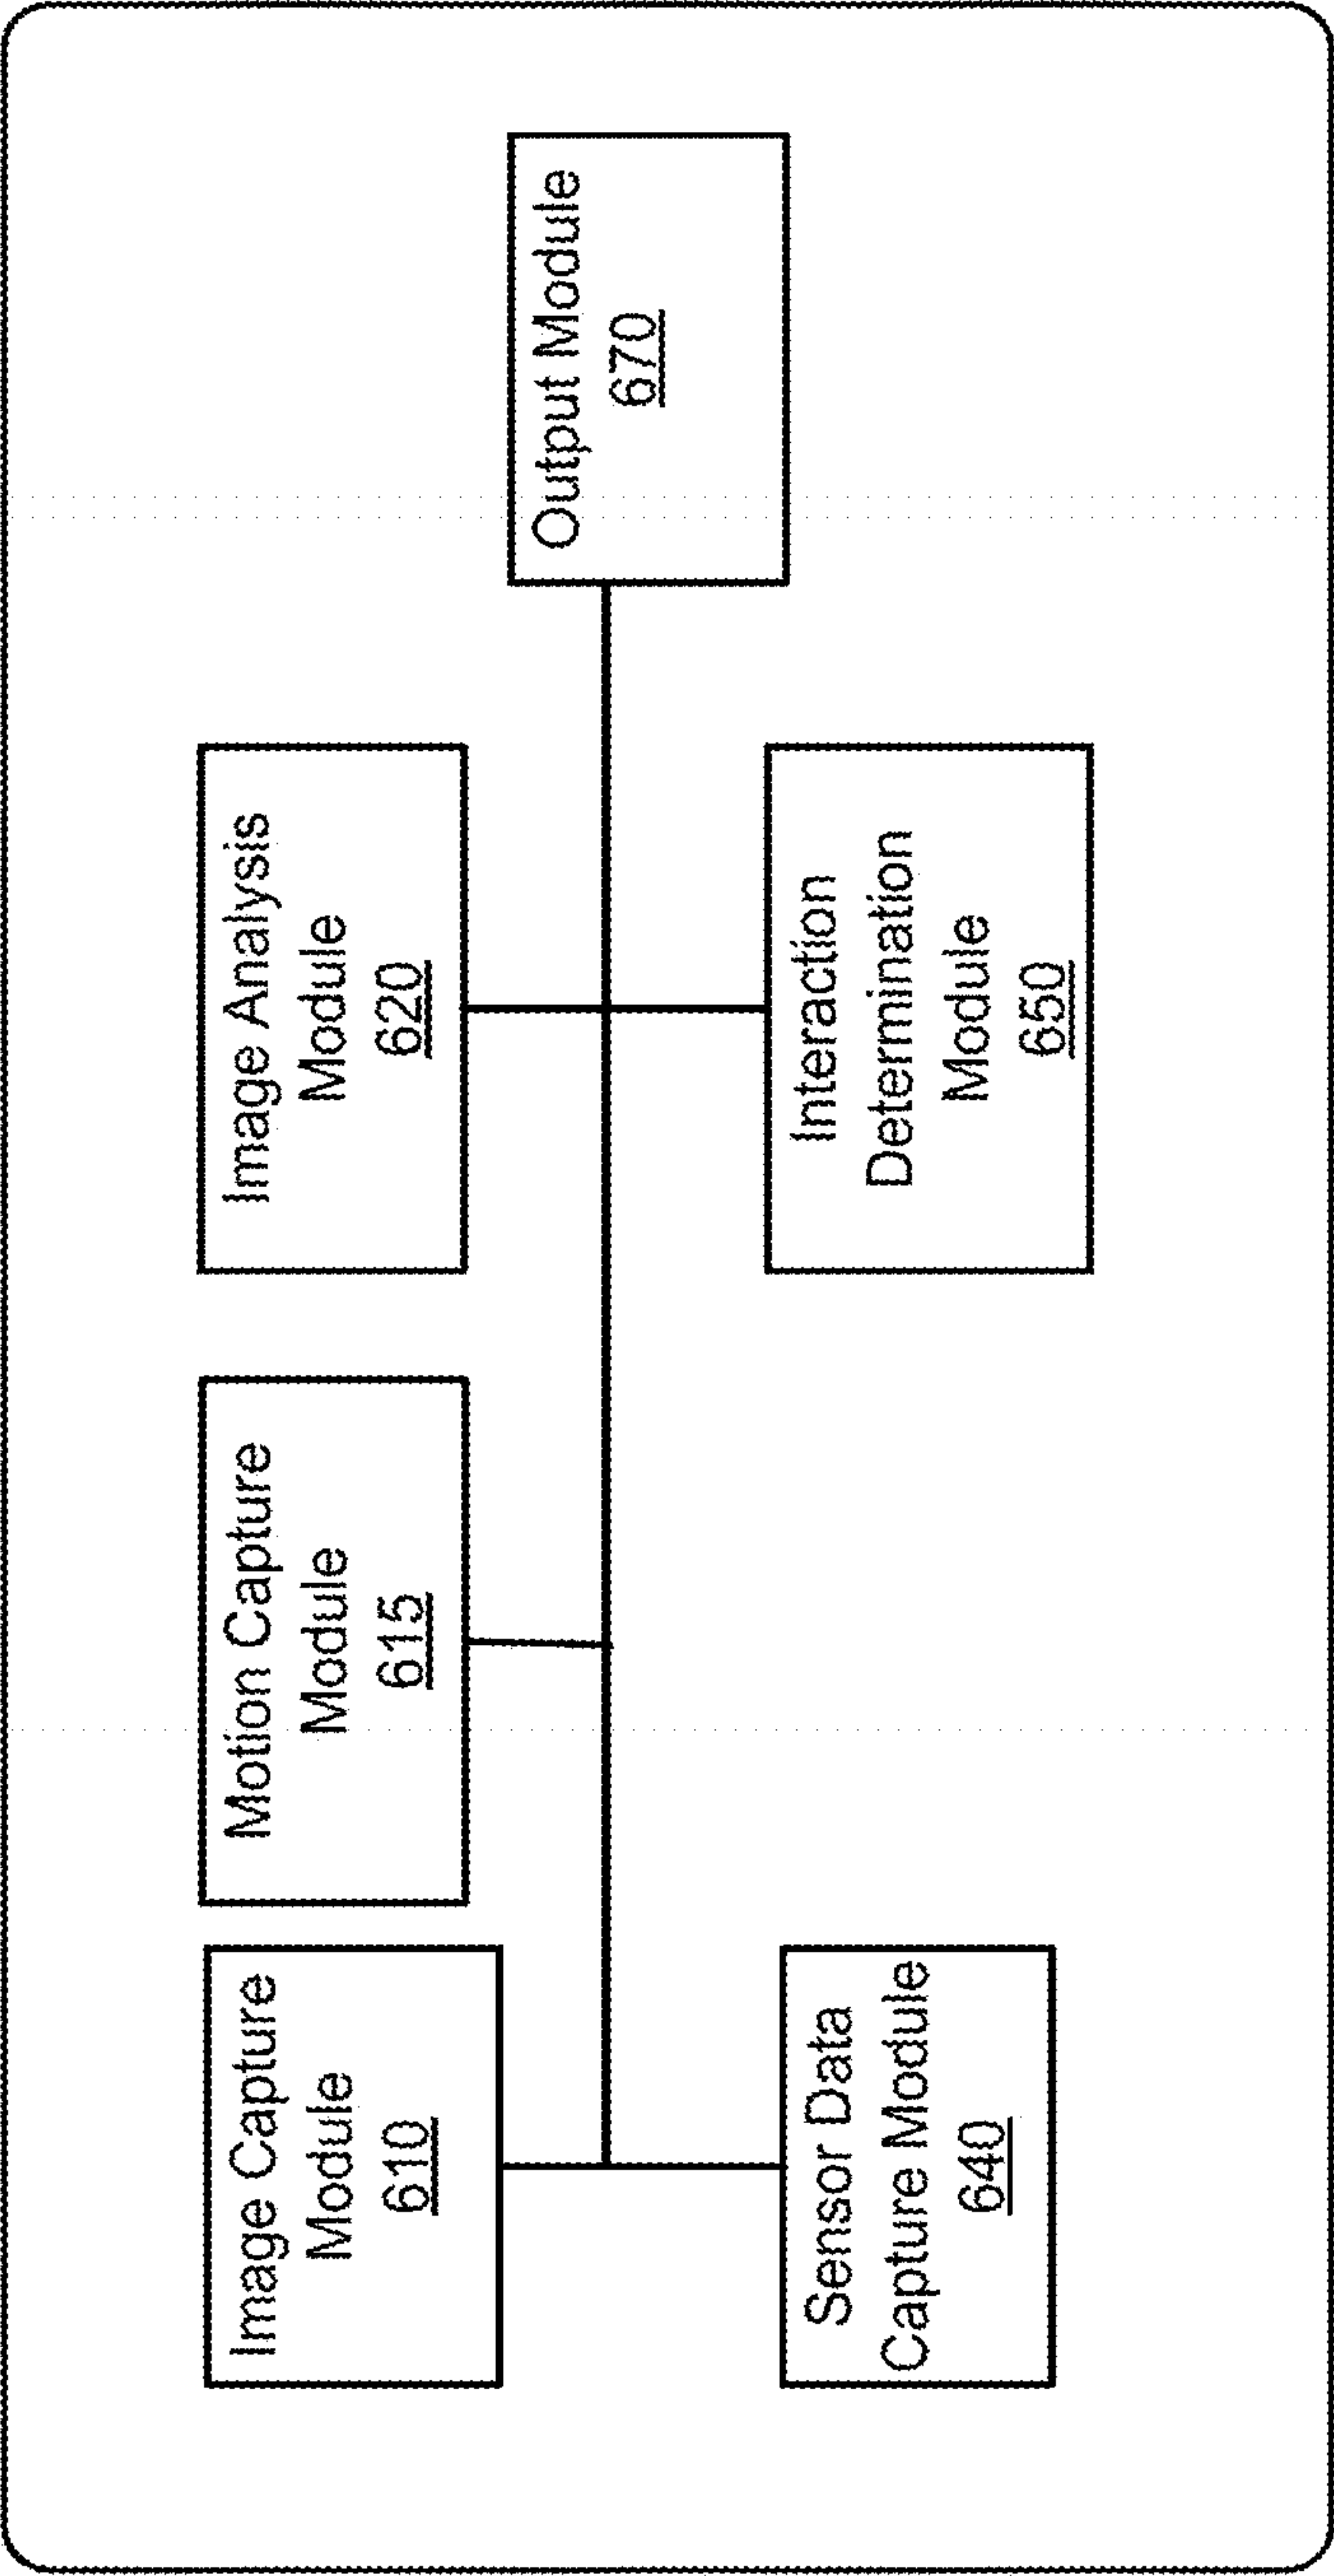 Image Capture
Module
610
Motion Capture
Module
615
Image Analysis
Module
620
Output Module
670
Sensor Data
Capture Module
640
Interaction
Determination
Module
650